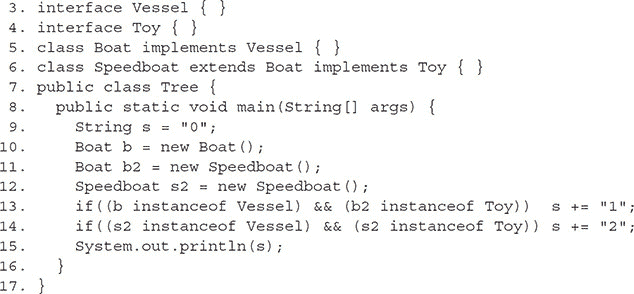 3. interface Vessel { }
4. interface Toy { }
5. class Boat implements Vessel { }
6. class Speedboat extends Boat implements Toy { }
7. public class Tree {
8.   public static void main(String[] args) {
9.     String s = "0";
10.     Boat b = new Boat();
11.     Boat b2 = new Speedboat();
12.     Speedboat s2 = new Speedboat();
13.     if((b instanceof Vessel) && (b2 instanceof Toy))  s += "1";
14.     if((s2 instanceof Vessel) && (s2 instanceof Toy)) s += "2";
15.     System.out.println(s);
16.   }
17. }